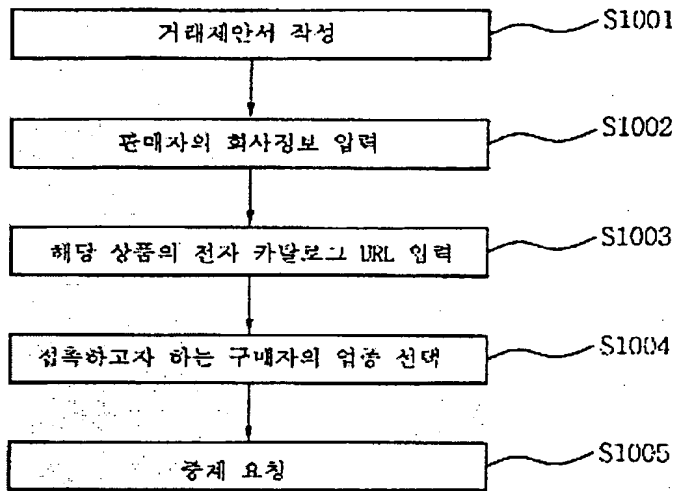 거래제안서 작성
S1001
판매자의 회사정보 입력
S1002
해당 상품의 전자 카달로그 URL 입력
S1003
접촉하고자 하는 구매자의 업종 선택
S1004
중제 요청
S1005